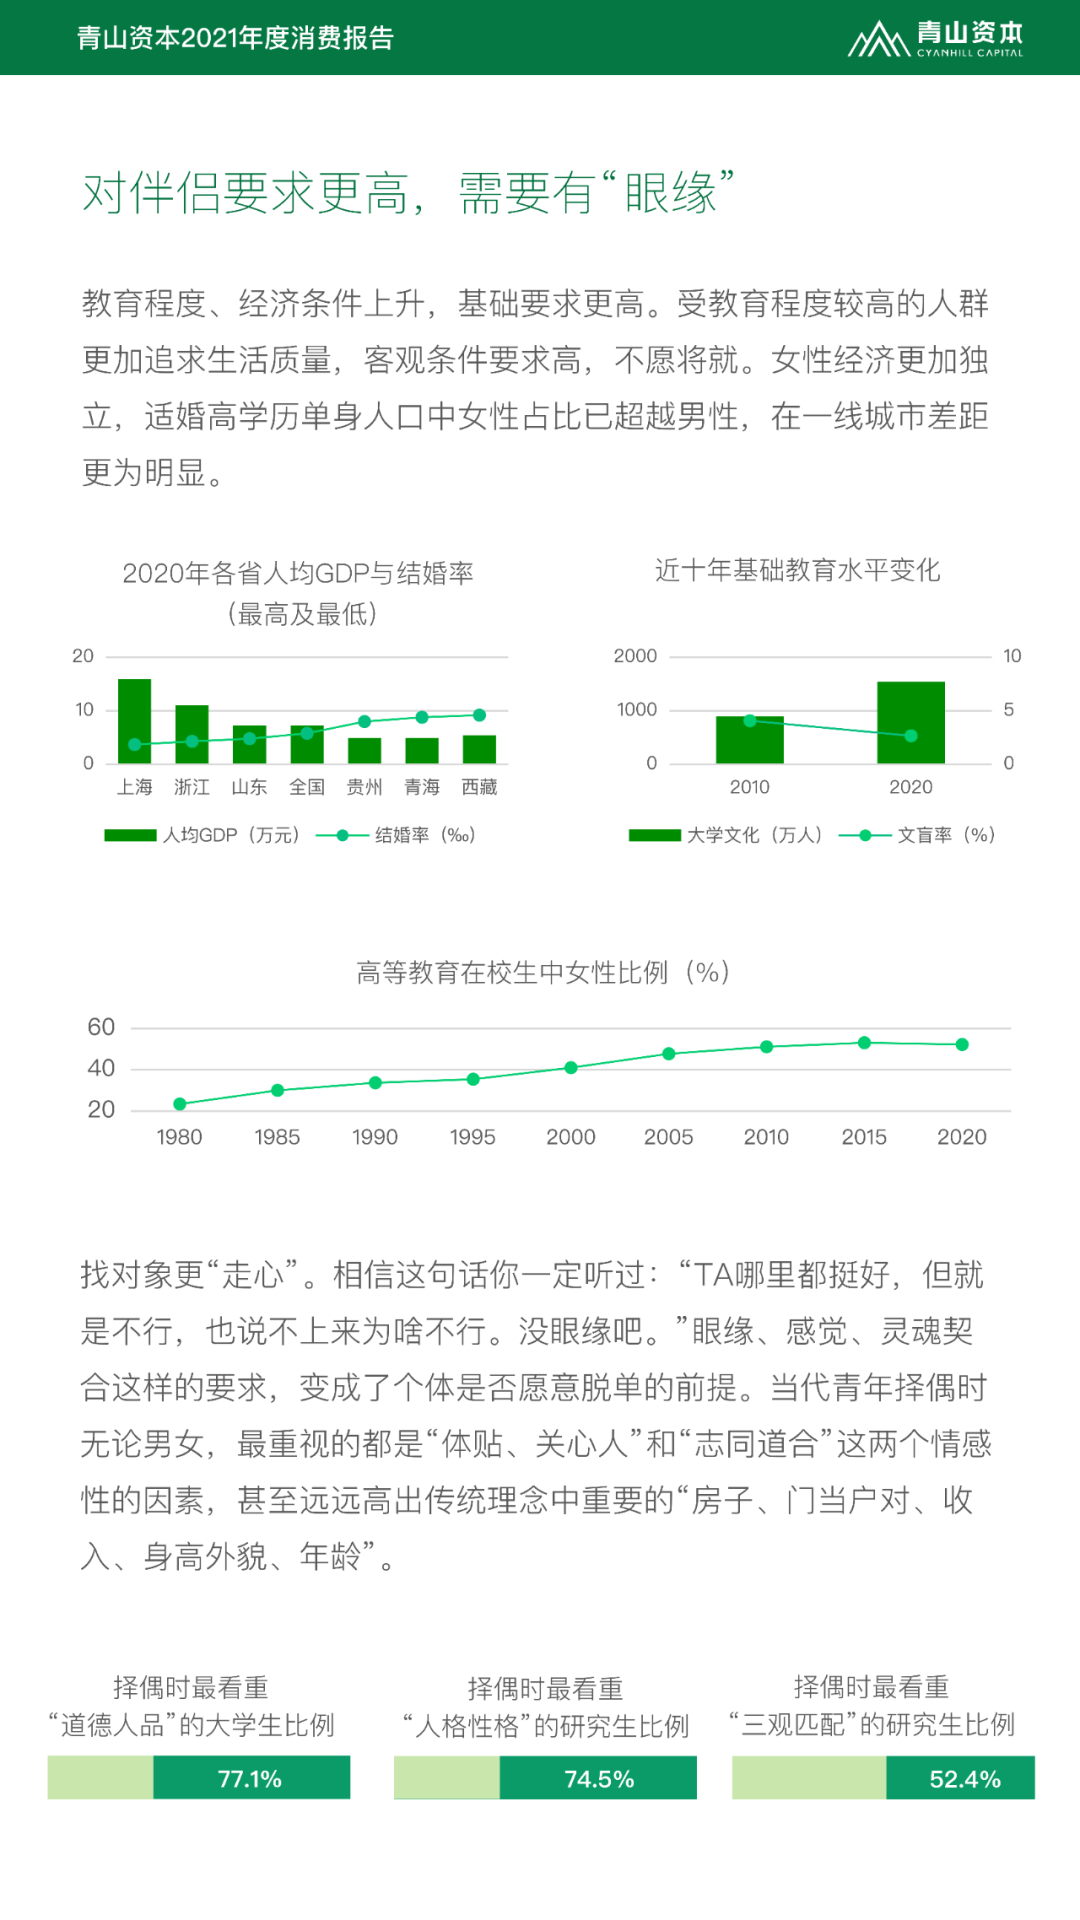 青山资本2021年度消费报告
青山资本
CYANHILL CAPITAL
对伴侣要求更高，需要有“眼缘”
教育程度、经济条件上升，基础要求更高。受教育程度较高的人群
更加追求生活质量，客观条件要求高，不愿将就。女性经济更加独
立，适婚高学历单身人口中女性占比已超越男性，在一线城市差距
更为明显。
2020年各省人均GDP与结婚率
（最高及最低）
20
10
0
上海 浙江 山东 全国 贵州 青海 西藏
人均GDP（万元） 结婚率（‰）
近十年基础教育水平变化
2000 10
1000 5
0 0
2010 2020
大学文化（万人） 文盲率（%）
高等教育在校生中女性比例（%）
60
40
20
1980 1985 1990 1995 2000 2005 2010 2015 2020
找对象更“走心”。相信这句话你一定听过：“TA哪里都挺好，但就
是不行，也说不上来为啥不行。没眼缘吧。”眼缘、感觉、灵魂契
合这样的要求，变成了个体是否愿意脱单的前提。当代青年择偶时
无论男女，最重视的都是“体贴、关心人”和“志同道合”这两个情感
性的因素，甚至远远高出传统理念中重要的“房子、门当户对、收
入、身高外貌、年龄”。
择偶时最看重
“道德人品”的大学生比例
77.1%
择偶时最看重
“人格性格”的研究生比例
74.5%
择偶时最看重
“三观匹配”的研究生比例
52.4%